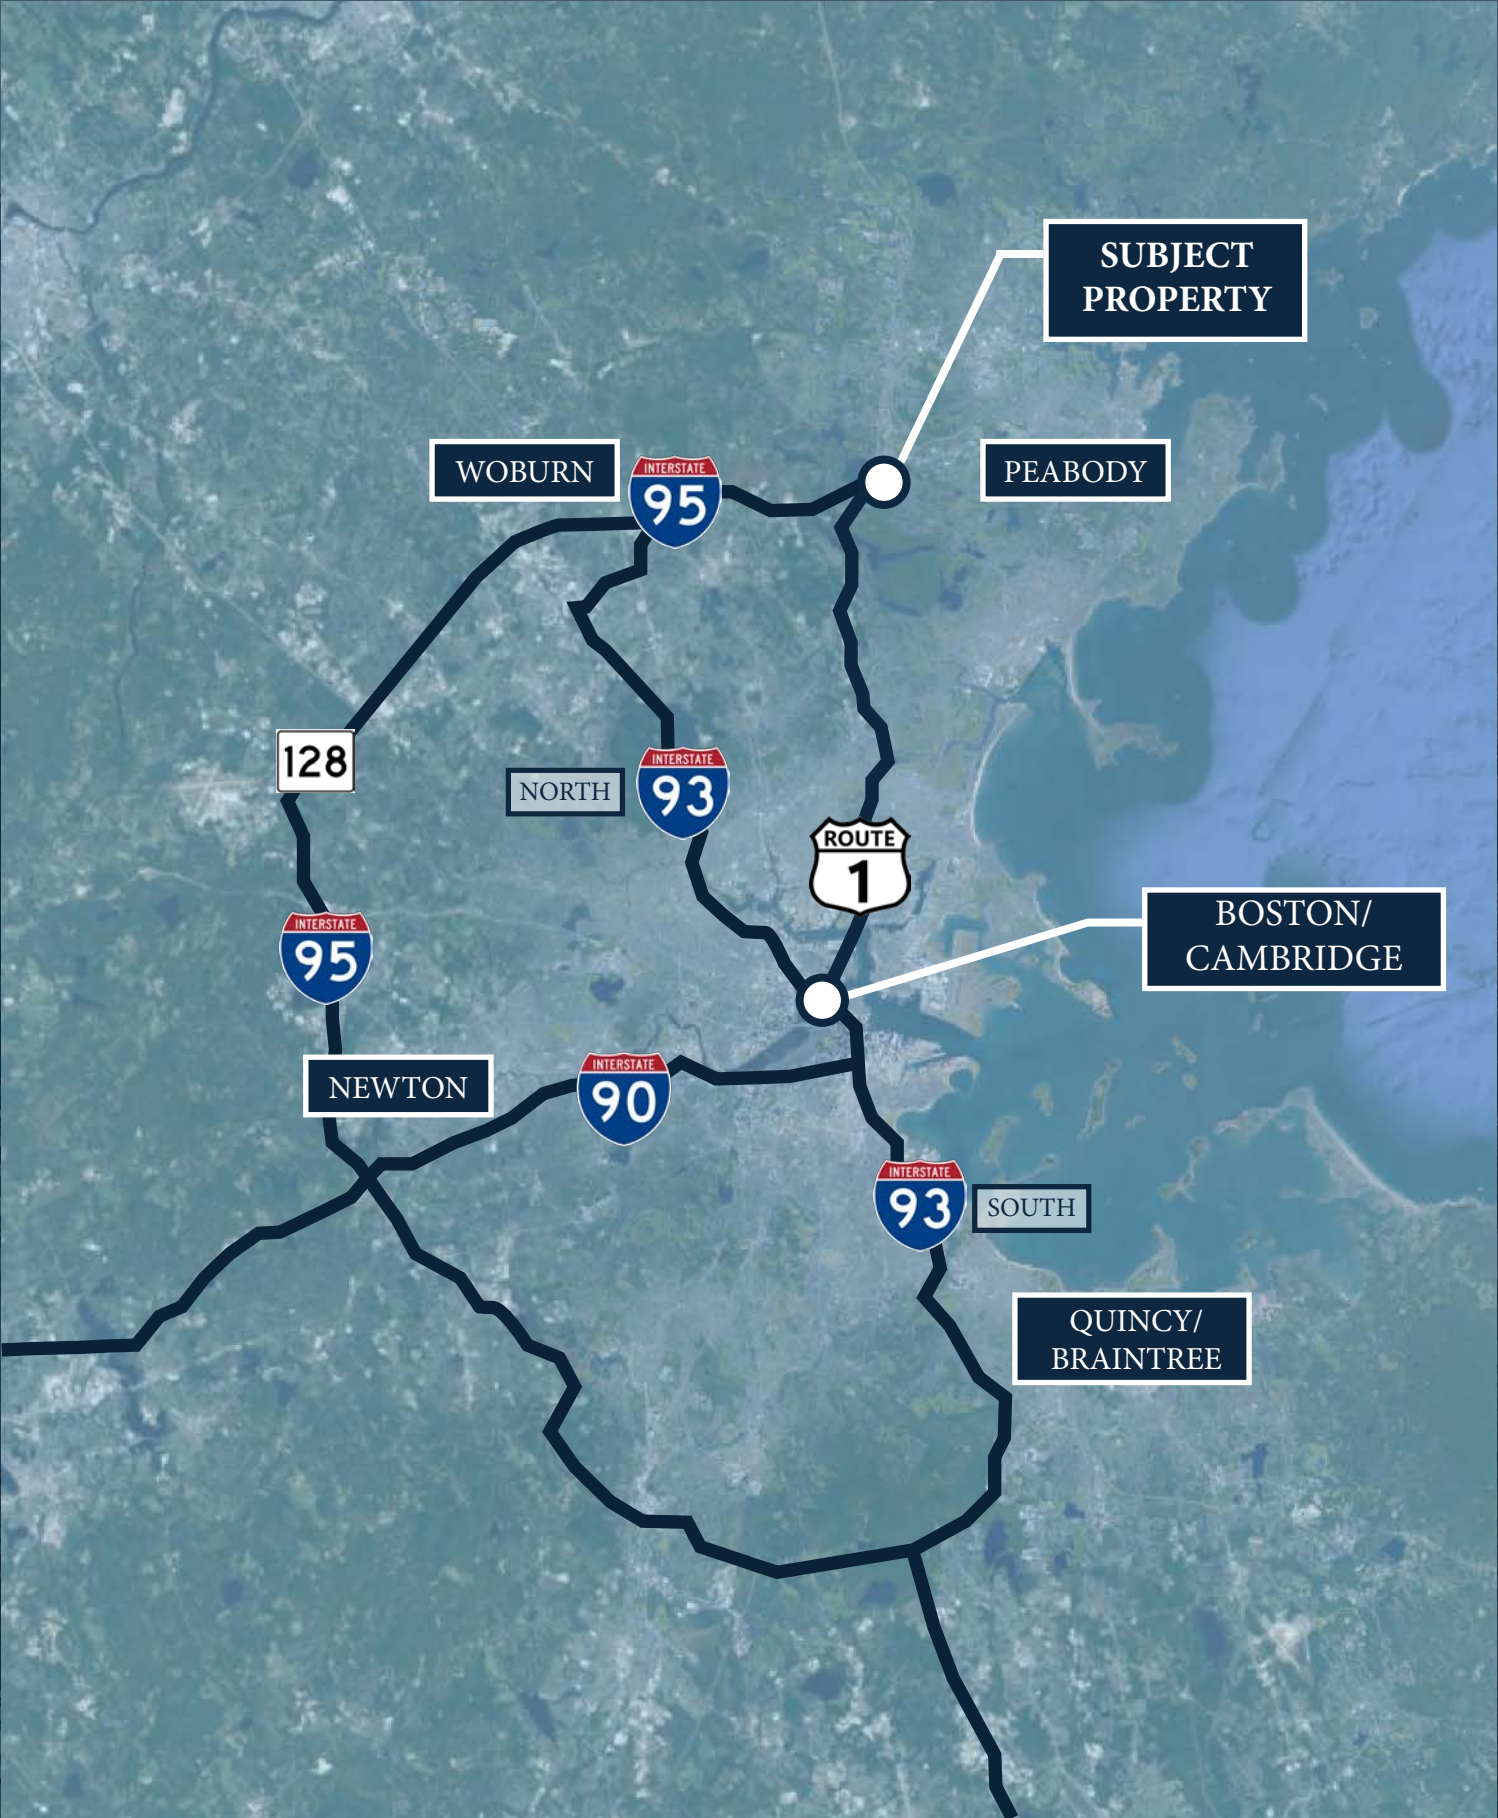 SUBJECT
PROPERTY
WOBURN
INTERSTATE
95
PEABODY
128
NORTH
INTERSTATE
93
ROUTE
1
BOSTON/
CAMBRIDGE
INTERSTATE
95
NEWTON
INTERSTATE
90
INTERSTATE
93
SOUTH
QUINCY/
BRAINTREE